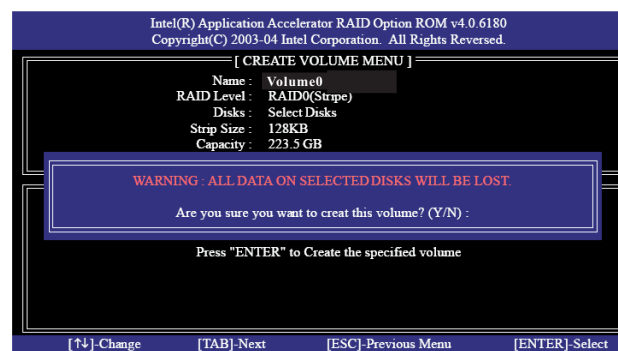 Intel(R) Application Accelerator RAID Option ROM v4.0.6180
Copyright(C) 2003-04 Intel Corporation. All Rights Reversed.
[ CREATE VOLUME MENU ]
Name : Volume0
RAID Level : RAID0(Stripe)
Disks : Select Disks
Strip Size : 128KB
Capacity : 223.5 GB
WARNING : ALL DATA ON SELECTED DISKS WILL BE LOST.
Are you sure you want to creat this volume? (Y/N) :
Press "ENTER" to Create the specified volume
[↑↓]-Change [TAB]-Next [ESC]-Previous Menu [ENTER]-Select